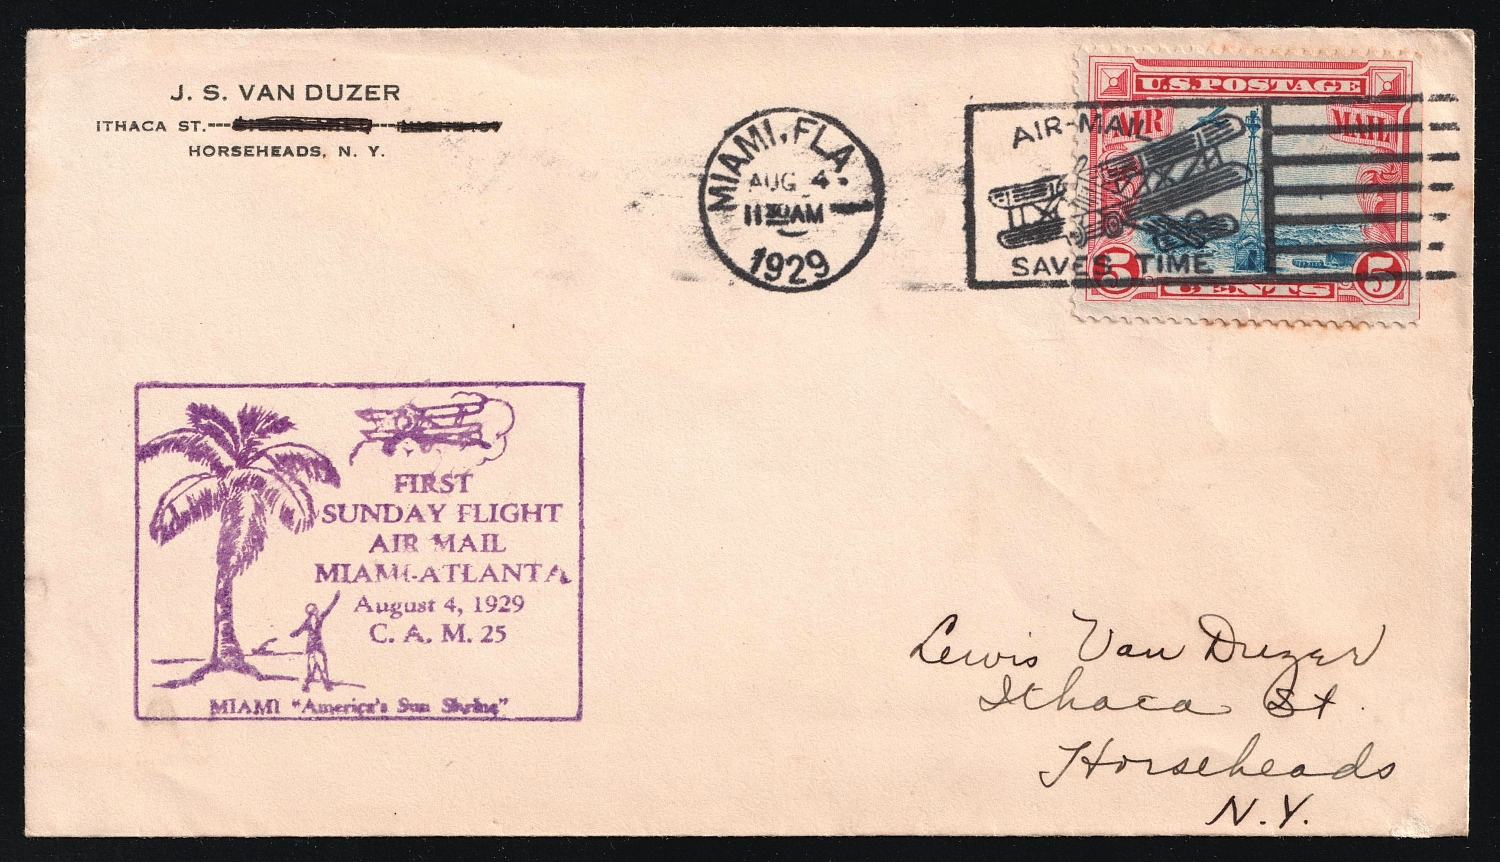 J. S. VAN DUZER
ITHACA ST.
HORSEHEADS, N. Y.
MIAMI, FLA.
AUG 4
11 30 AM
1929
AIR-MAIL
SAVES TIME
U.S. POSTAGE
AIR MAIL
5 CENTS 5
FIRST
SUNDAY FLIGHT
AIR MAIL
MIAMI-ATLANTA
August 4, 1929
C. A. M. 25
MIAMI "America's Sun Shrine"
Lewis Van Duzer
Ithaca St.
Horseheads
N.Y.